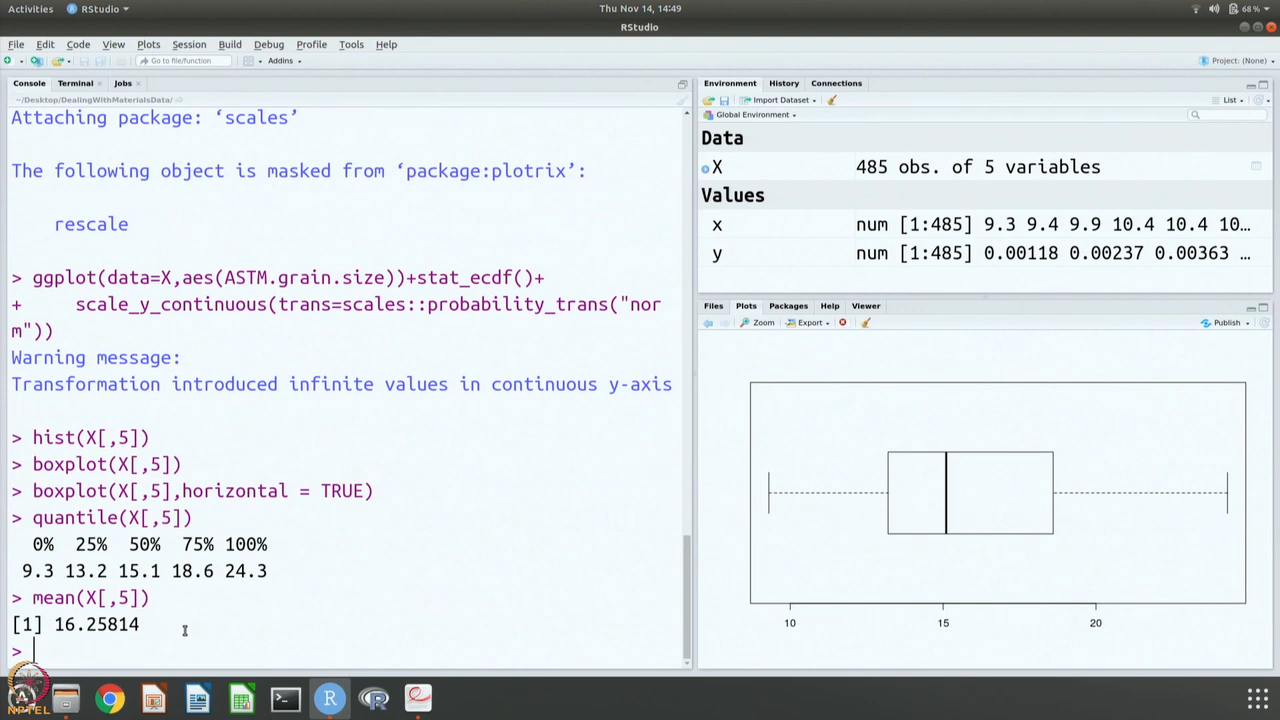 Activities RStudio Thu Nov 14, 14:49 68%
RStudio
File Edit Code View Plots Session Build Debug Profile Tools Help
Go to file/function Addins Project: (None)
Console Terminal Jobs
~/Desktop/DealingWithMaterialsData/
Attaching package: ‘scales’
The following object is masked from ‘package:plotrix’:
rescale
> ggplot(data=X,aes(ASTM.grain.size))+stat_ecdf()+
+ scale_y_continuous(trans=scales::probability_trans("nor
m"))
Warning message:
Transformation introduced infinite values in continuous y-axis
> hist(X[,5])
> boxplot(X[,5])
> boxplot(X[,5],horizontal = TRUE)
> quantile(X[,5])
0% 25% 50% 75% 100%
9.3 13.2 15.1 18.6 24.3
> mean(X[,5])
[1] 16.25814
>
Environment History Connections
Import Dataset List
Global Environment
Data
X 485 obs. of 5 variables
Values
x num [1:485] 9.3 9.4 9.9 10.4 10.4 10…
y num [1:485] 0.00118 0.00237 0.00363 …
Files Plots Packages Help Viewer
Zoom Export Publish
10 15 20
NPTEL